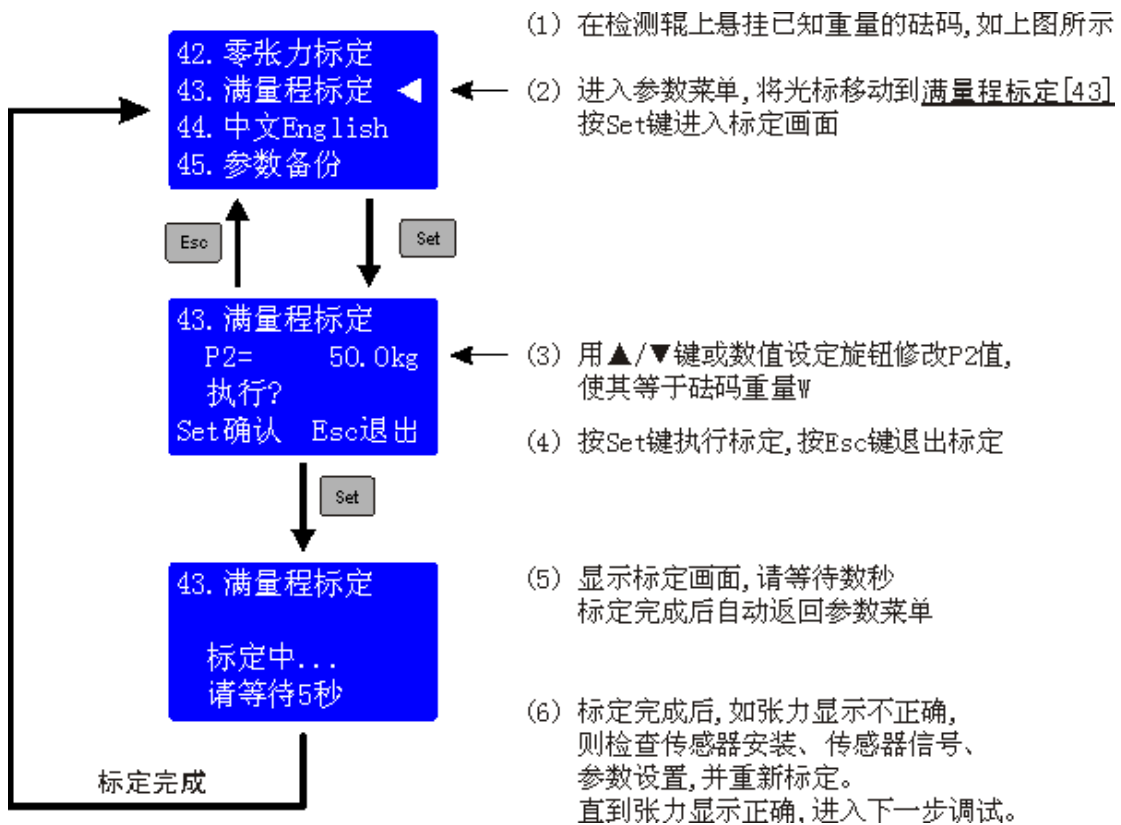 (1) 在检测辊上悬挂已知重量的砝码,如上图所示
42.零张力标定
43.满量程标定
44.中文English
45.参数备份
(2) 进入参数菜单,将光标移动到满量程标定[43]
按Set键进入标定画面
Esc
Set
43.满量程标定
P2= 50.0kg
执行?
Set确认 Esc退出
(3) 用▲/▼键或数值设定旋钮修改P2值,
使其等于砝码重量W
(4) 按Set键执行标定,按Esc键退出标定
Set
43.满量程标定
标定中...
请等待5秒
(5) 显示标定画面,请等待数秒
标定完成后自动返回参数菜单
标定完成
(6) 标定完成后,如张力显示不正确,
则检查传感器安装、传感器信号、
参数设置,并重新标定。
直到张力显示正确,进入下一步调试。